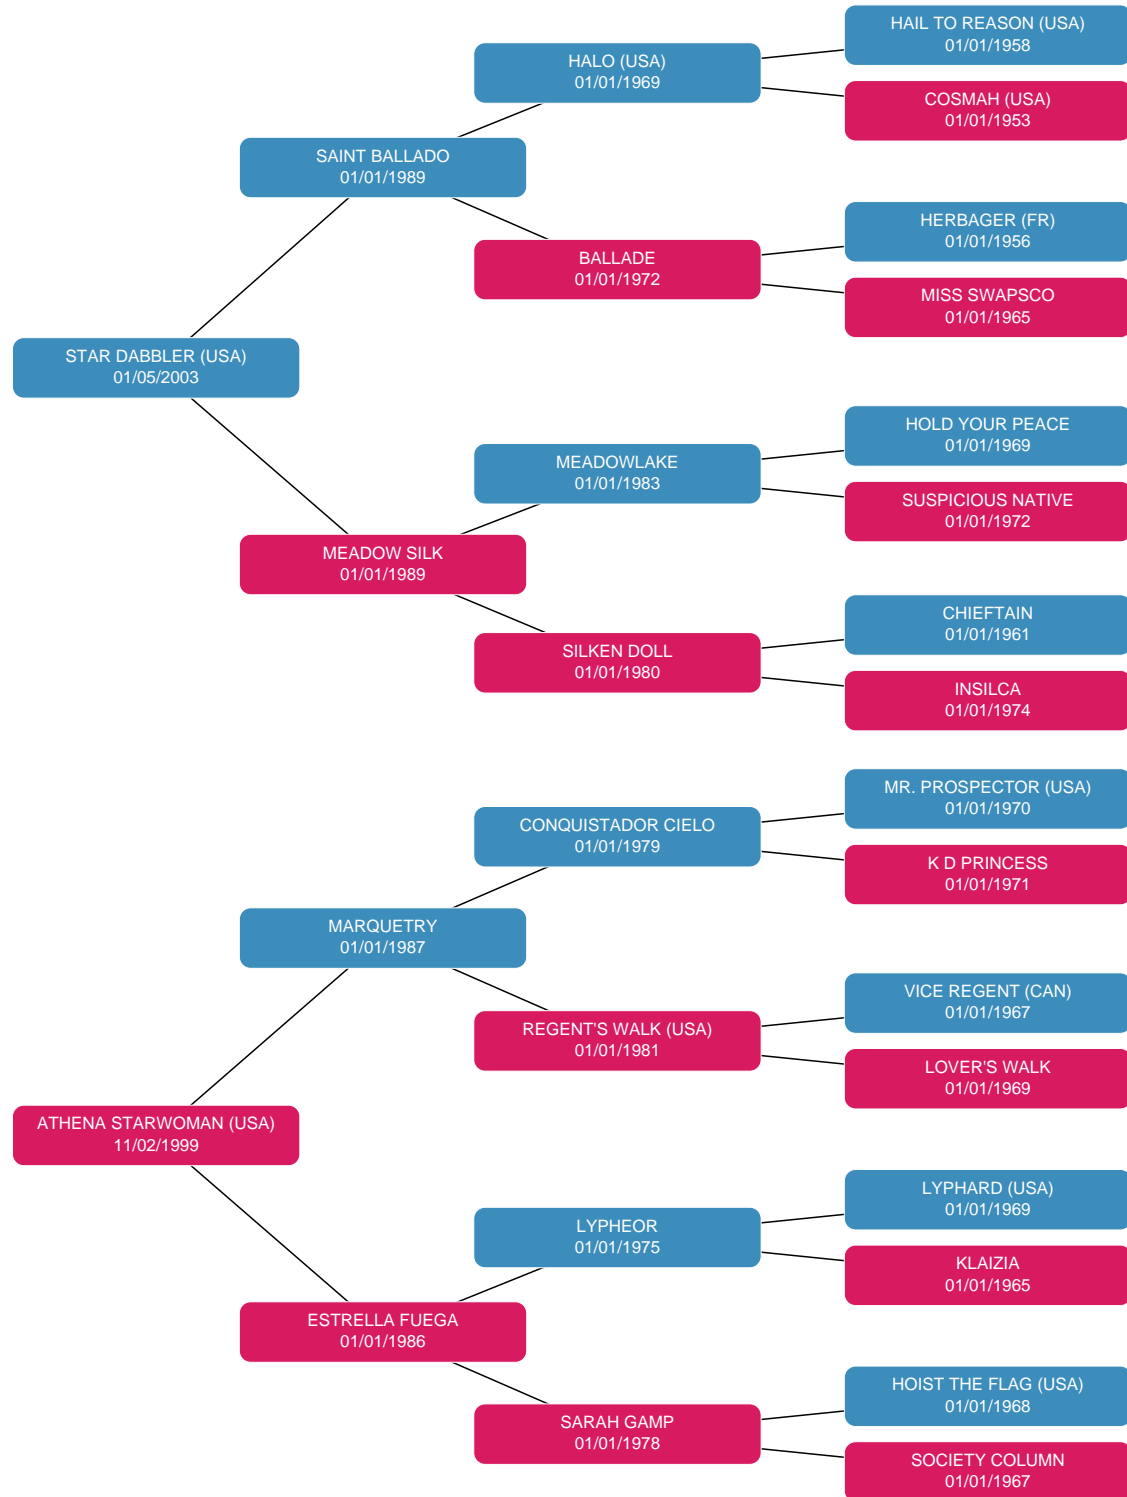 HAIL TO REASON (USA)
01/01/1958
HALO (USA)
01/01/1969
COSMAH (USA)
01/01/1953
SAINT BALLADO
01/01/1989
HERBAGER (FR)
01/01/1956
BALLADE
01/01/1972
MISS SWAPSCO
01/01/1965
STAR DABBLER (USA)
01/05/2003
HOLD YOUR PEACE
01/01/1969
MEADOWLAKE
01/01/1983
SUSPICIOUS NATIVE
01/01/1972
MEADOW SILK
01/01/1989
CHIEFTAIN
01/01/1961
SILKEN DOLL
01/01/1980
INSILCA
01/01/1974
MR. PROSPECTOR (USA)
01/01/1970
CONQUISTADOR CIELO
01/01/1979
K D PRINCESS
01/01/1971
MARQUETRY
01/01/1987
VICE REGENT (CAN)
01/01/1967
REGENT'S WALK (USA)
01/01/1981
LOVER'S WALK
01/01/1969
ATHENA STARWOMAN (USA)
11/02/1999
LYPHARD (USA)
01/01/1969
LYPHEOR
01/01/1975
KLAIZIA
01/01/1965
ESTRELLA FUEGA
01/01/1986
HOIST THE FLAG (USA)
01/01/1968
SARAH GAMP
01/01/1978
SOCIETY COLUMN
01/01/1967